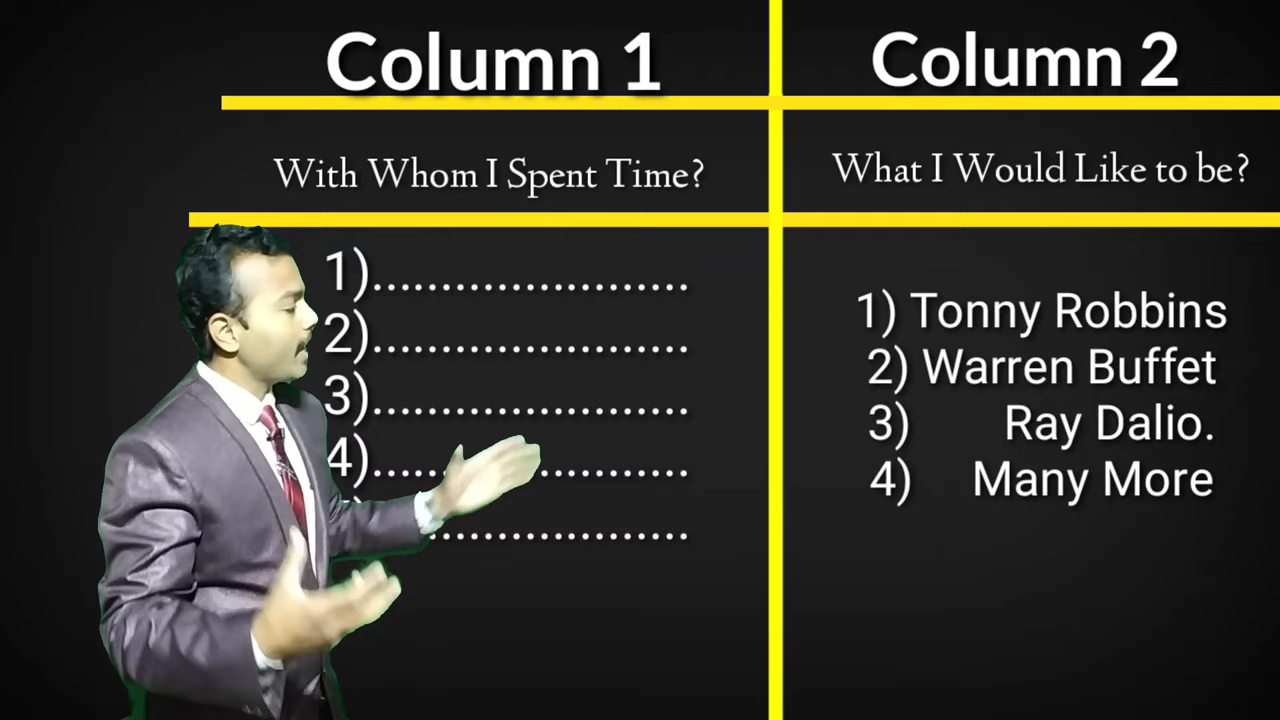 Column 1
Column 2
With Whom I Spent Time?
What I Would Like to be?
1).......................
2).......................
3).......................
4).......................
...................
1) Tonny Robbins
2) Warren Buffet
3) Ray Dalio.
4) Many More